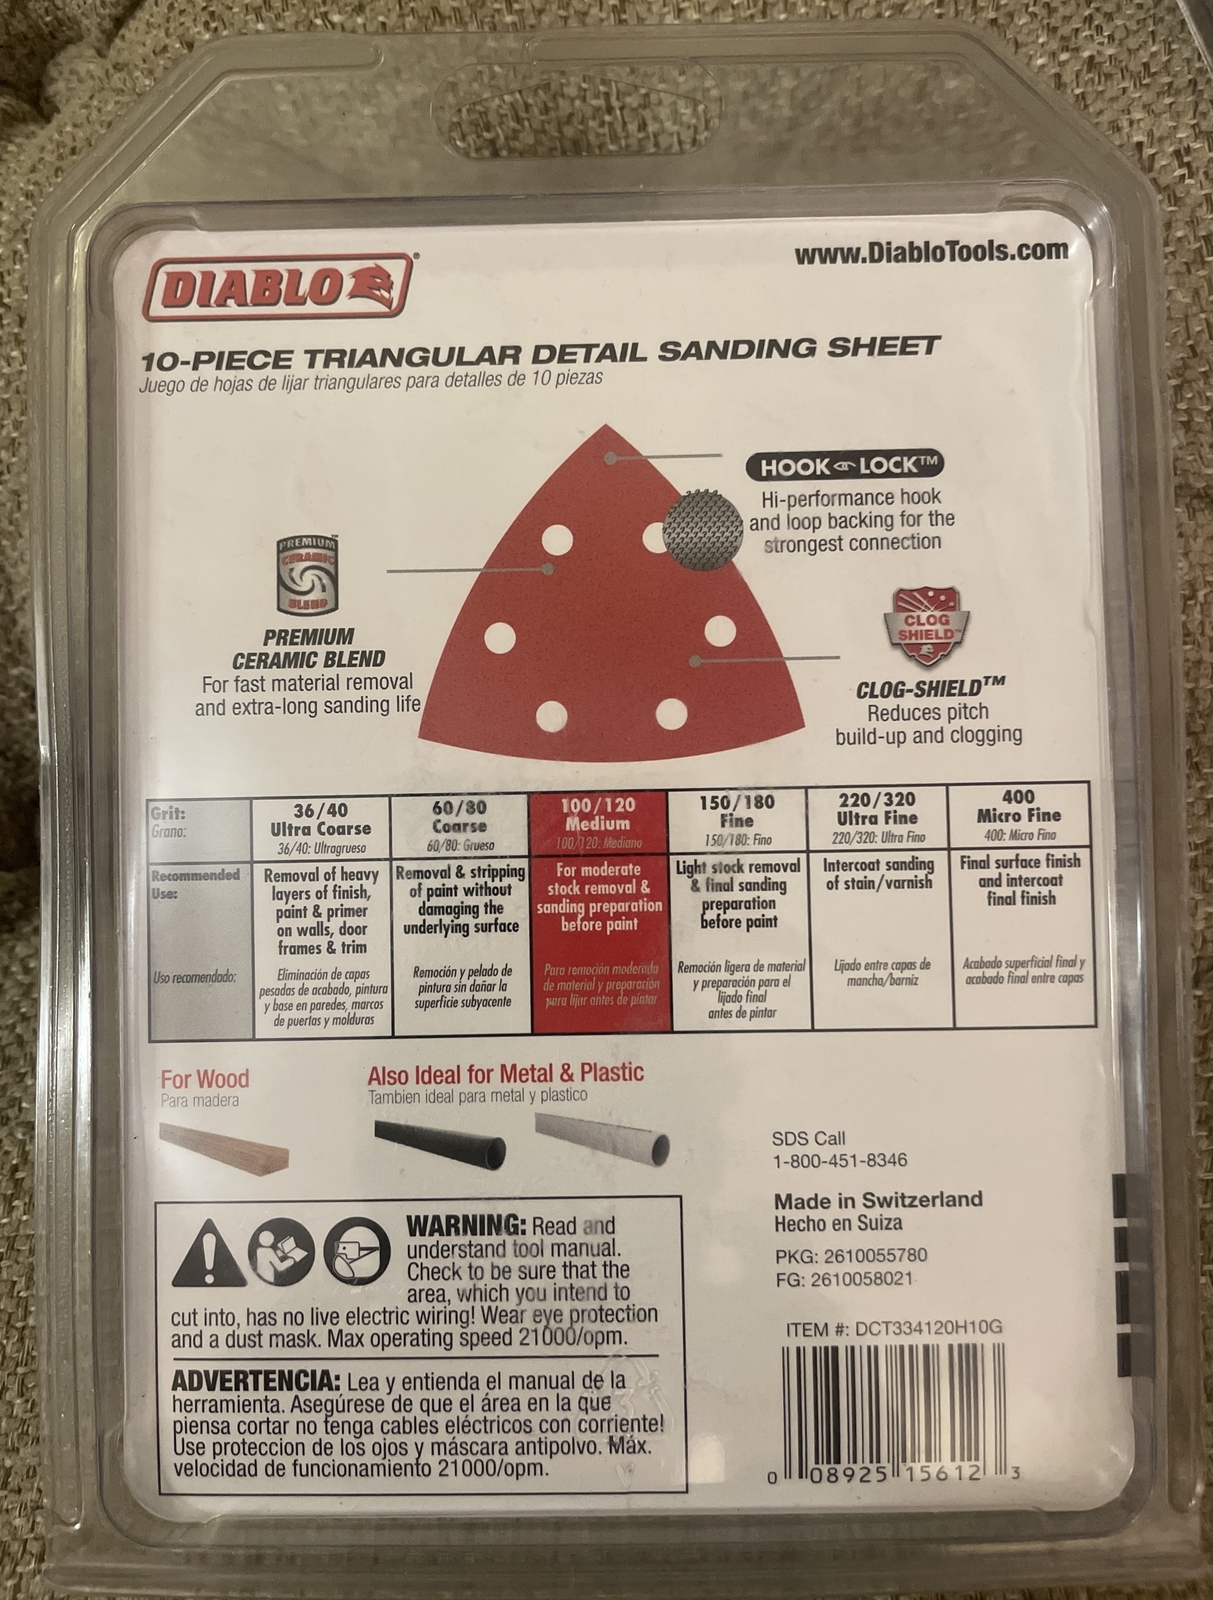 DIABLO
www.DiabloTools.com
10-PIECE TRIANGULAR DETAIL SANDING SHEET
Juego de hojas de lijar triangulares para detalles de 10 piezas
HOOK LOCK™
Hi-performance hook
and loop backing for the
strongest connection
PREMIUM
CERAMIC
BLEND
PREMIUM
CERAMIC BLEND
For fast material removal
and extra-long sanding life
CLOG
SHIELD™
CLOG-SHIELD™
Reduces pitch
build-up and clogging
Grit:
Grano:
36/40
Ultra Coarse
36/40: Ultragrueso
60/80
Coarse
60/80: Grueso
100/120
Medium
100/120: Mediano
150/180
Fine
150/180: Fino
220/320
Ultra Fine
220/320: Ultra Fino
400
Micro Fine
400: Micro Fino
Recommended
Use:
Uso recomendado:
Removal of heavy
layers of finish,
paint & primer
on walls, door
frames & trim
Eliminación de capas
pesadas de acabado, pintura
y base en paredes, marcos
de puertas y molduras
Removal & stripping
of paint without
damaging the
underlying surface
Remoción y pelado de
pintura sin dañar la
superficie subyacente
For moderate
stock removal &
sanding preparation
before paint
Para remoción moderada
de material y preparación
para lijar antes de pintar
Light stock removal
& final sanding
preparation
before paint
Remoción ligera de material
y preparación para el
lijado final
antes de pintar
Intercoat sanding
of stain/varnish
Lijado entre capas de
mancha/barniz
Final surface finish
and intercoat
final finish
Acabado superficial final y
acabado final entre capas
For Wood
Para madera
Also Ideal for Metal & Plastic
Tambien ideal para metal y plastico
SDS Call
1-800-451-8346
Made in Switzerland
Hecho en Suiza
PKG: 2610055780
FG: 2610058021
ITEM #: DCT334120H10G
0 08925 15612 3
WARNING: Read and
understand tool manual.
Check to be sure that the
area, which you intend to
cut into, has no live electric wiring! Wear eye protection
and a dust mask. Max operating speed 21000/opm.
ADVERTENCIA: Lea y entienda el manual de la
herramienta. Asegúrese de que el área en la que
piensa cortar no tenga cables eléctricos con corriente!
Use proteccion de los ojos y máscara antipolvo. Máx.
velocidad de funcionamiento 21000/opm.